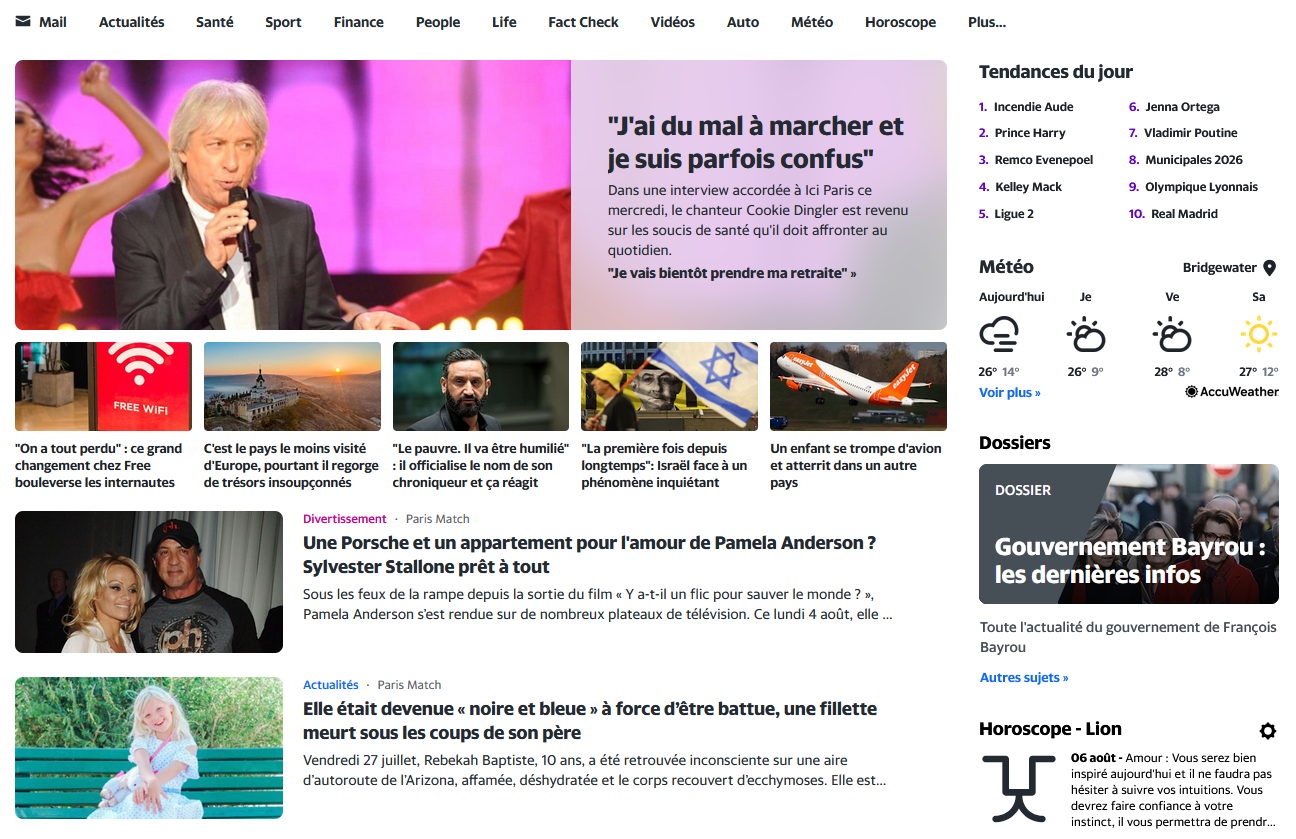 Mail Actualités Santé Sport Finance People Life Fact Check Vidéos Auto Météo Horoscope Plus...
"J'ai du mal à marcher et
je suis parfois confus"
Dans une interview accordée à Ici Paris ce
mercredi, le chanteur Cookie Dingler est revenu
sur les soucis de santé qu'il doit affronter au
quotidien.
"Je vais bientôt prendre ma retraite" »
FREE WiFi
"On a tout perdu" : ce grand
changement chez Free
bouleverse les internautes
C'est le pays le moins visité
d'Europe, pourtant il regorge
de trésors insoupçonnés
"Le pauvre. Il va être humilié"
: il officialise le nom de son
chroniqueur et ça réagit
"La première fois depuis
longtemps": Israël face à un
phénomène inquiétant
easyJet
easyJet
Un enfant se trompe d'avion
et atterrit dans un autre
pays
Divertissement · Paris Match
Une Porsche et un appartement pour l'amour de Pamela Anderson ?
Sylvester Stallone prêt à tout
Sous les feux de la rampe depuis la sortie du film « Y a-t-il un flic pour sauver le monde ? »,
Pamela Anderson s'est rendue sur de nombreux plateaux de télévision. Ce lundi 4 août, elle ...
Actualités · Paris Match
Elle était devenue « noire et bleue » à force d’être battue, une fillette
meurt sous les coups de son père
Vendredi 27 juillet, Rebekah Baptiste, 10 ans, a été retrouvée inconsciente sur une aire
d’autoroute de l’Arizona, affamée, déshydratée et le corps recouvert d’ecchymoses. Elle est...
Tendances du jour
1. Incendie Aude
2. Prince Harry
3. Remco Evenepoel
4. Kelley Mack
5. Ligue 2
6. Jenna Ortega
7. Vladimir Poutine
8. Municipales 2026
9. Olympique Lyonnais
10. Real Madrid
Météo Bridgewater
Aujourd'hui Je Ve Sa
26° 14° 26° 9° 28° 8° 27° 12°
Voir plus » AccuWeather
Dossiers
DOSSIER
Gouvernement Bayrou :
les dernières infos
Toute l'actualité du gouvernement de François
Bayrou
Autres sujets »
Horoscope - Lion
06 août - Amour : Vous serez bien
inspiré aujourd'hui et il ne faudra pas
hésiter à suivre vos intuitions. Vous
devrez faire confiance à votre
instinct, il vous permettra de prendr...